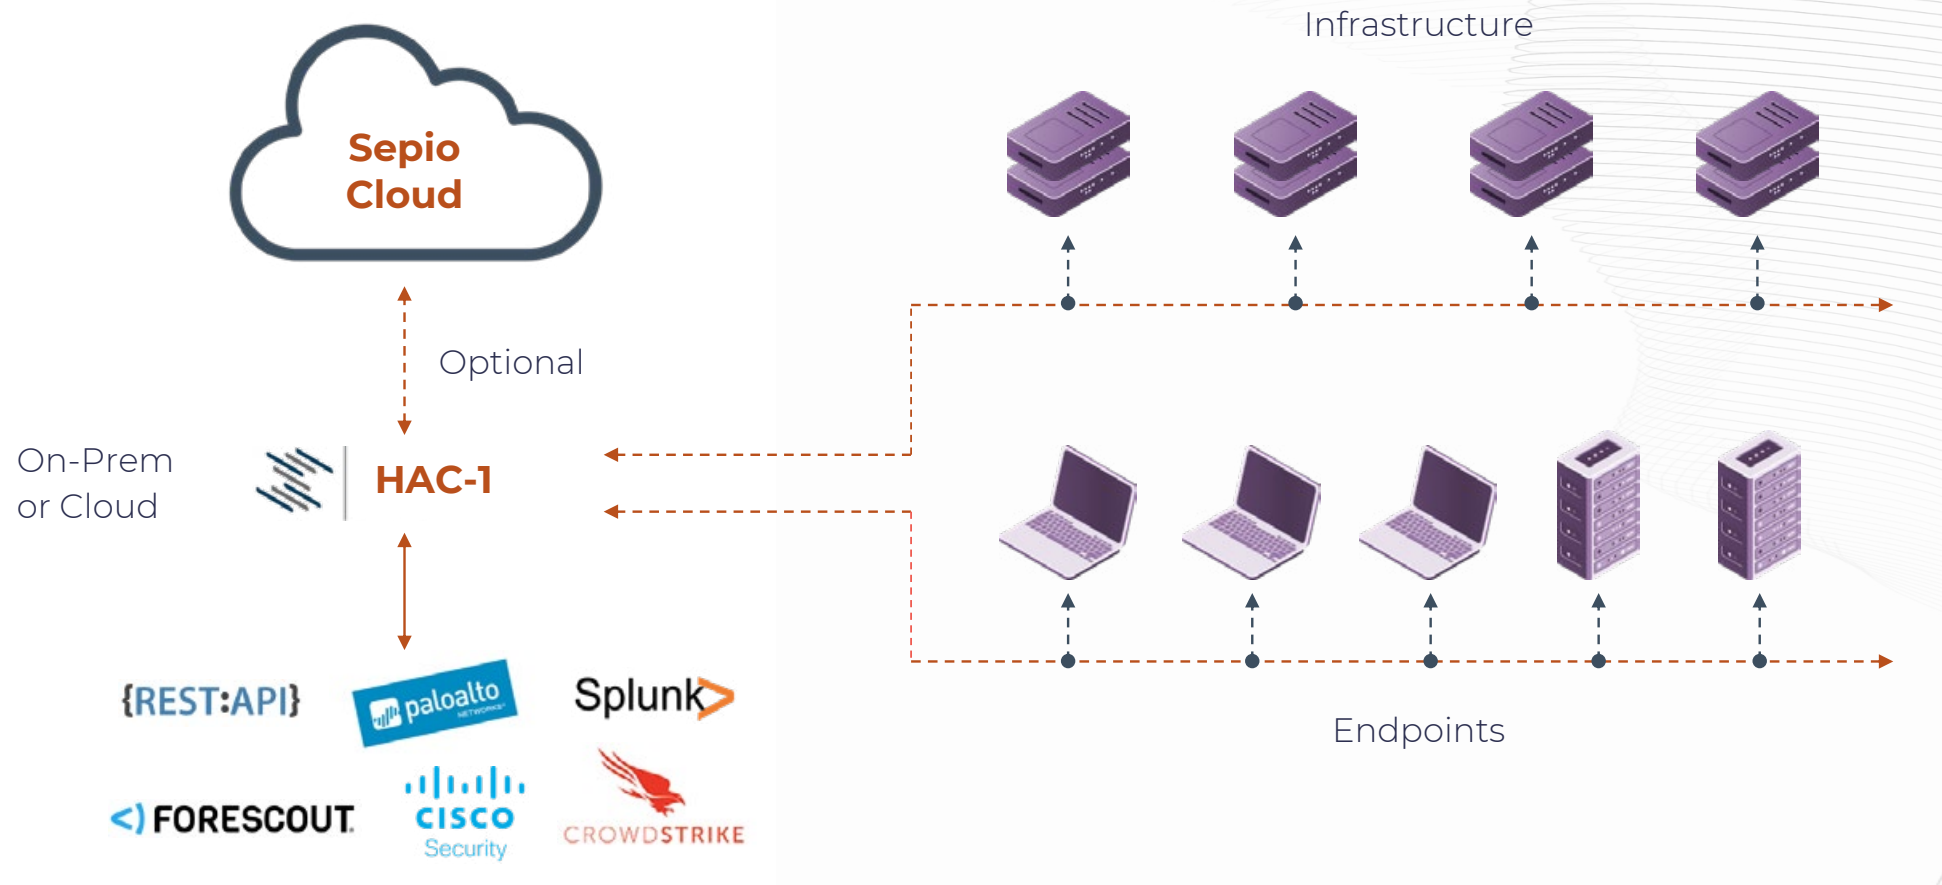 Infrastructure
Sepio
Cloud
Optional
On-Prem
or Cloud
HAC-1
{REST:API}
paloalto
NETWORKS
Splunk>
Endpoints
<) FORESCOUT.
CISCO
Security
CROWDSTRIKE